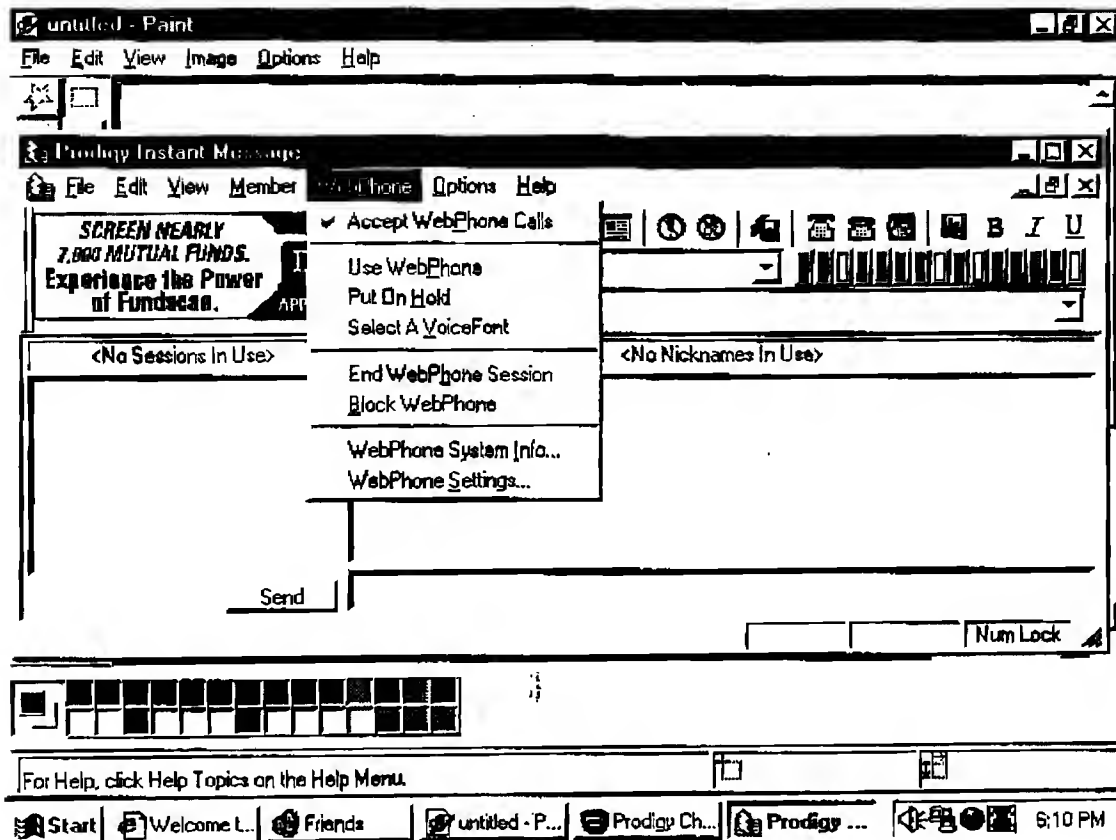 untitled - Paint
File Edit View Image Options Help
Prodigy Instant Message
File Edit View Member WebPhone Options Help
SCREEN NEARLY
7,000 MUTUAL FUNDS.
Experience the Power
of Fundscan.
APP
✓ Accept WebPhone Calls
B I U
Use WebPhone
Put On Hold
Select A VoiceFont
<No Sessions In Use>
<No Nicknames In Use>
End WebPhone Session
Block WebPhone
WebPhone System Info...
WebPhone Settings...
Send
Num Lock
For Help, click Help Topics on the Help Menu.
Start Welcome t... Friends untitled - P... Prodigy Ch... Prodigy ... 6:10 PM